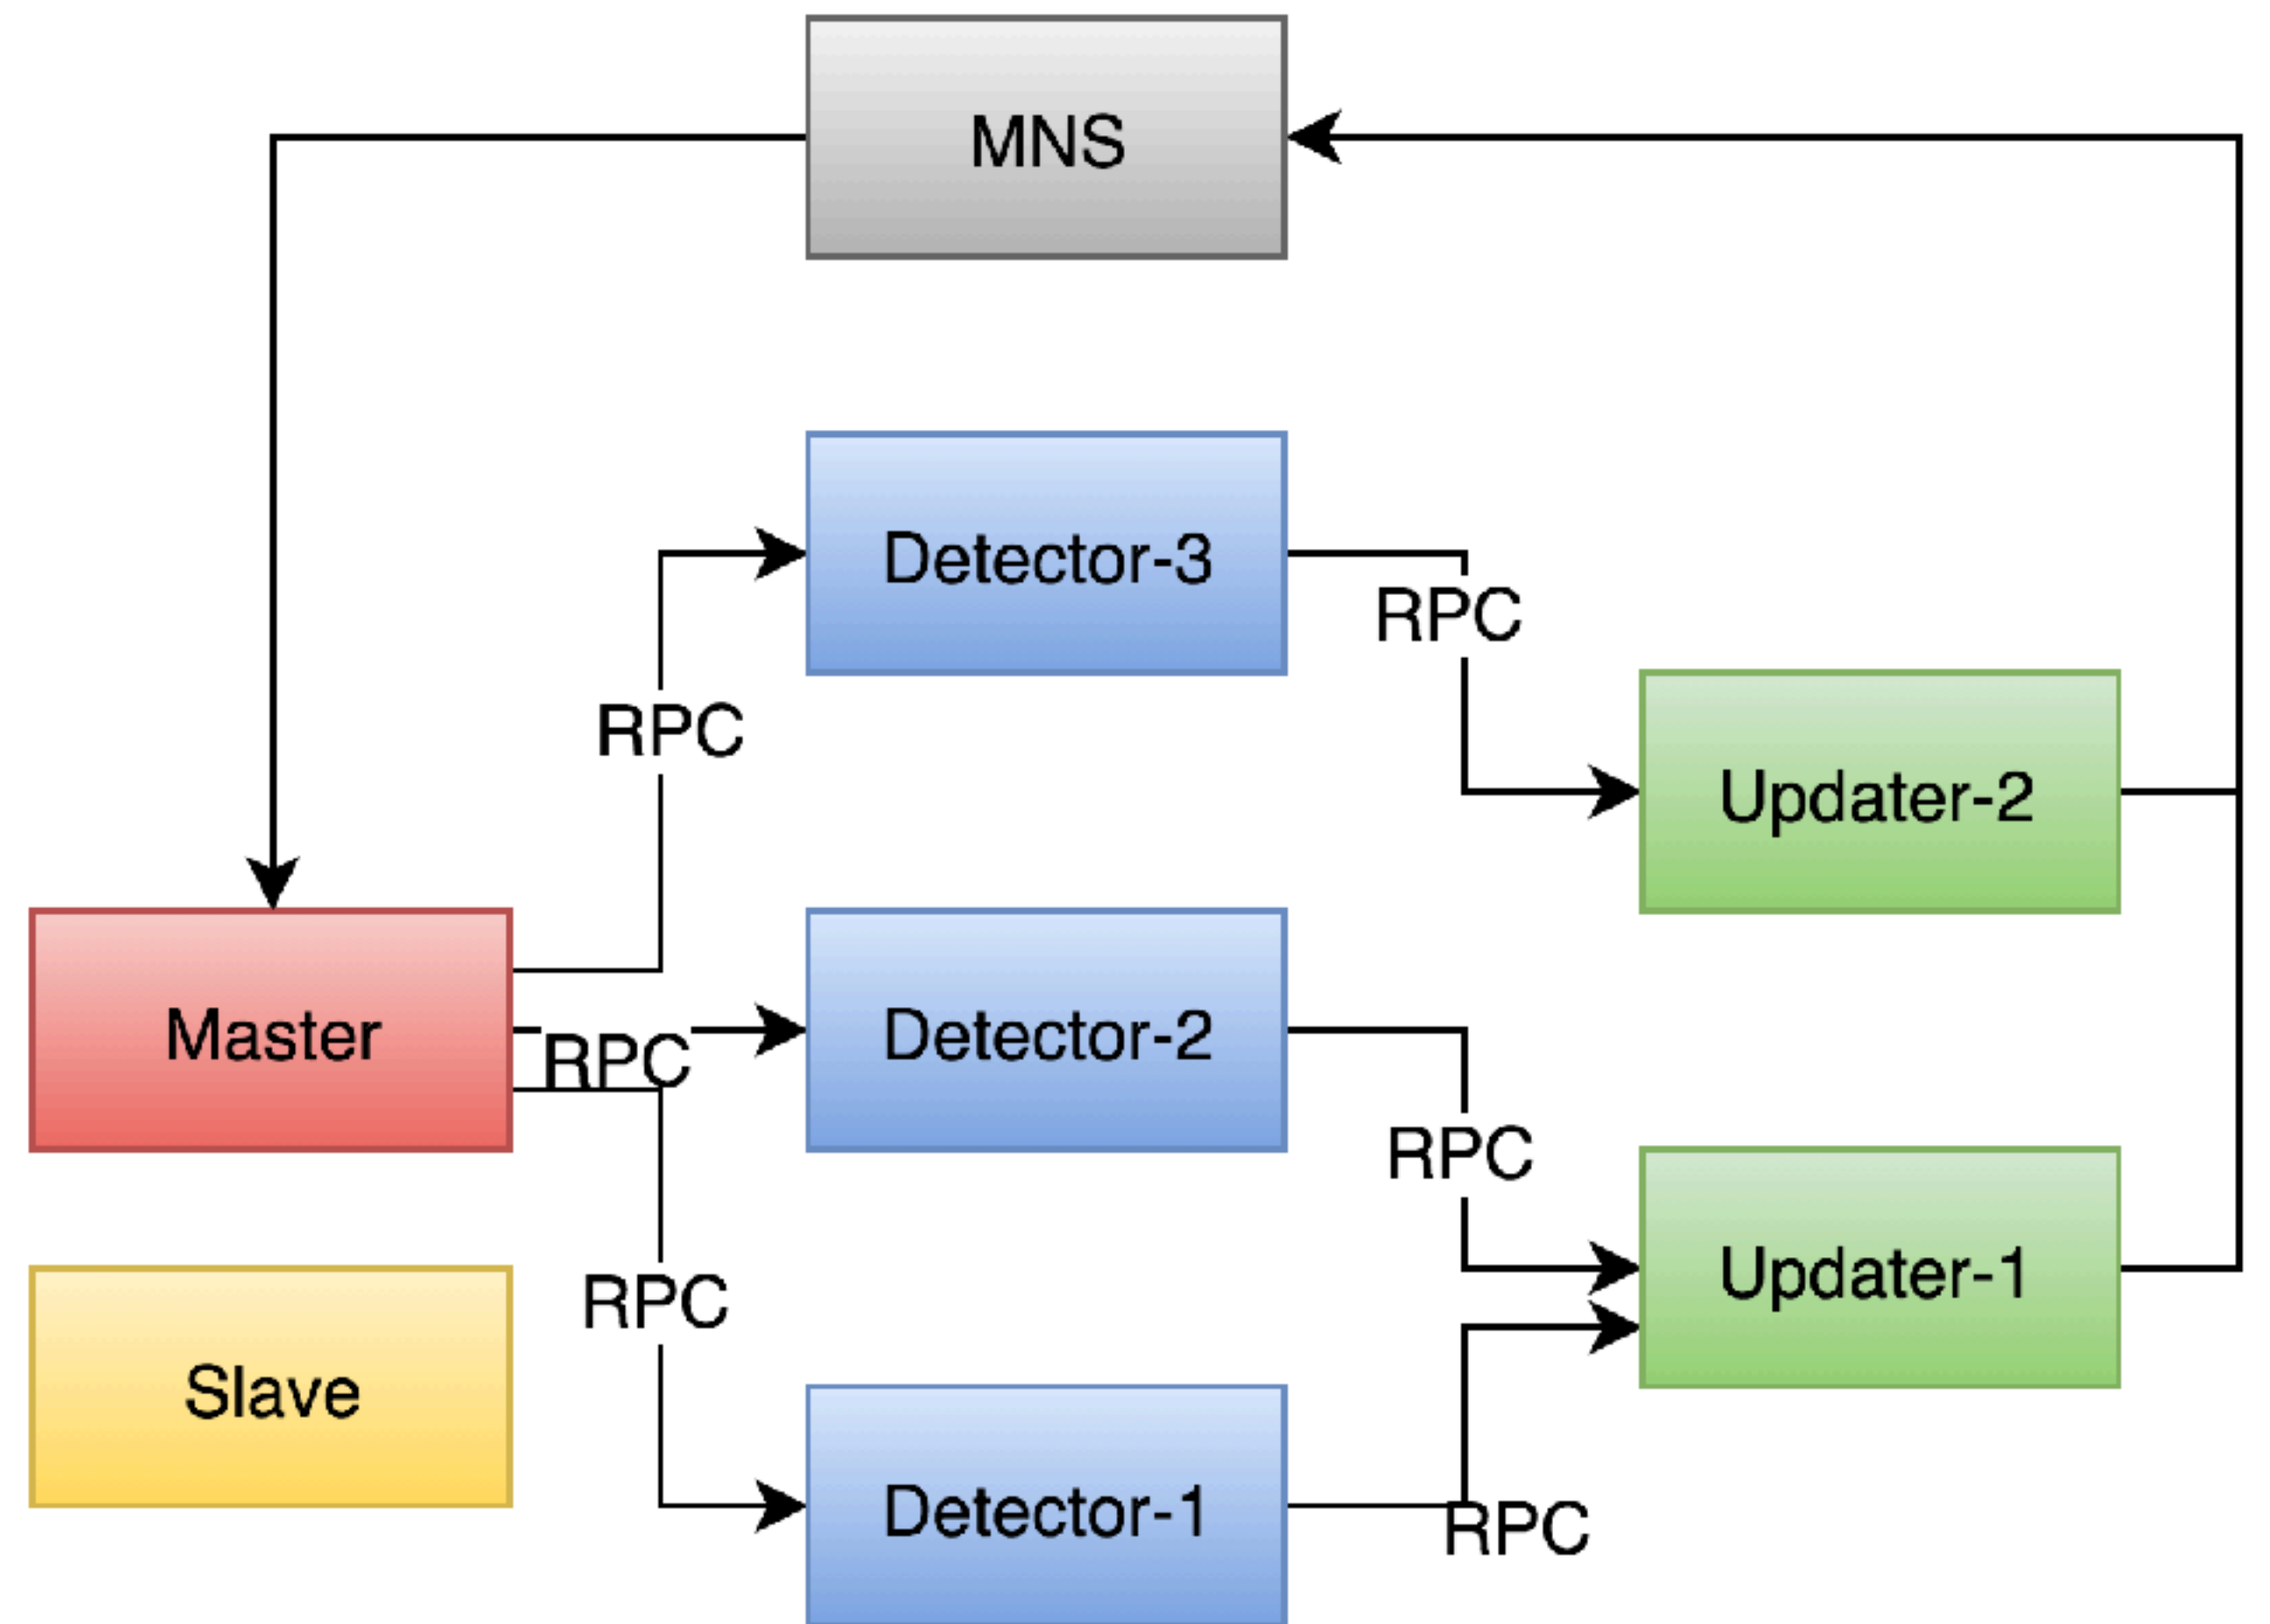 MNS
Detector-3
RPC
RPC
Updater-2
Master
RPC
Detector-2
RPC
Updater-1
RPC
Slave
Detector-1
RPC